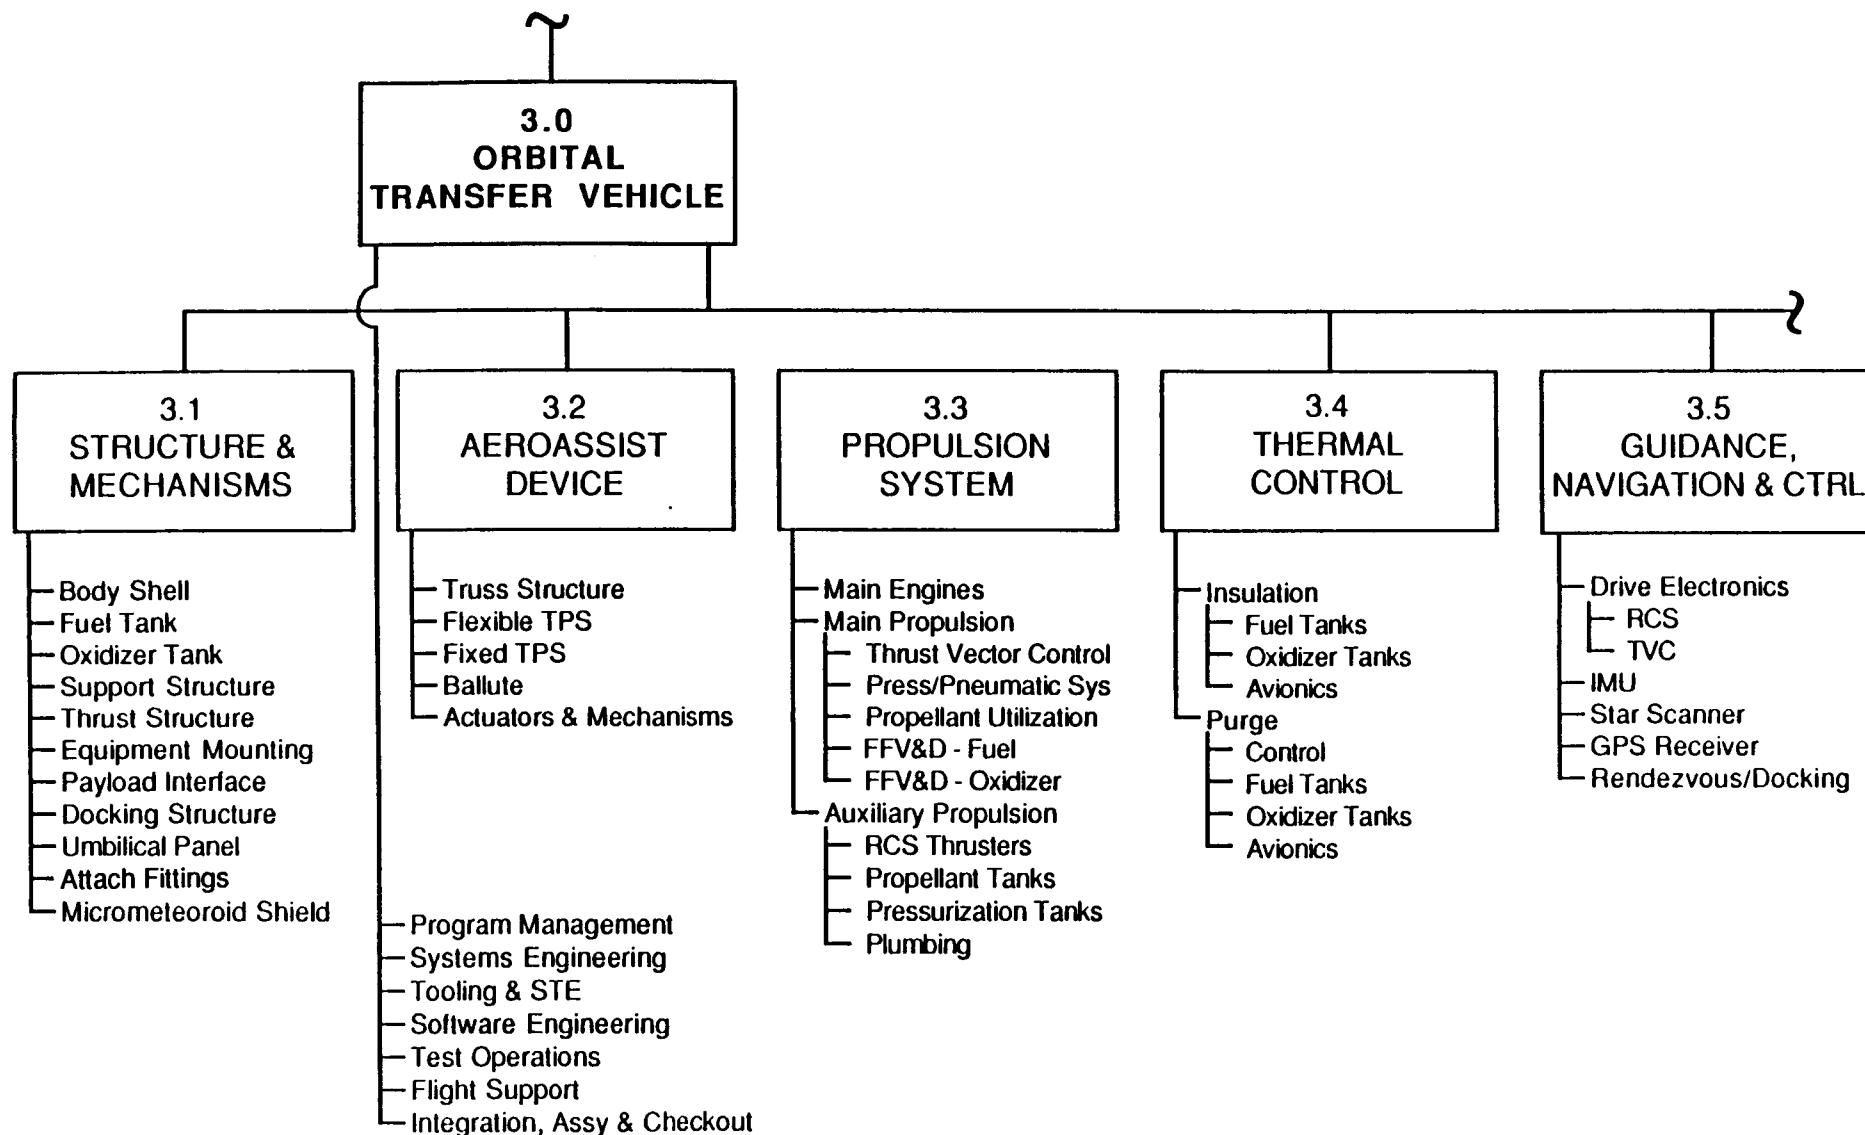 3.0
ORBITAL
TRANSFER VEHICLE
3.1
STRUCTURE &
MECHANISMS
Body Shell
Fuel Tank
Oxidizer Tank
Support Structure
Thrust Structure
Equipment Mounting
Payload Interface
Docking Structure
Umbilical Panel
Attach Fittings
Micrometeoroid Shield
3.2
AEROASSIST
DEVICE
Truss Structure
Flexible TPS
Fixed TPS
Ballute
Actuators & Mechanisms
Program Management
Systems Engineering
Tooling & STE
Software Engineering
Test Operations
Flight Support
Integration, Assy & Checkout
3.3
PROPULSION
SYSTEM
Main Engines
Main Propulsion
Thrust Vector Control
Press/Pneumatic Sys
Propellant Utilization
FFV&D - Fuel
FFV&D - Oxidizer
Auxiliary Propulsion
RCS Thrusters
Propellant Tanks
Pressurization Tanks
Plumbing
3.4
THERMAL
CONTROL
Insulation
Fuel Tanks
Oxidizer Tanks
Avionics
Purge
Control
Fuel Tanks
Oxidizer Tanks
Avionics
3.5
GUIDANCE,
NAVIGATION & CTRL
Drive Electronics
RCS
TVC
IMU
Star Scanner
GPS Receiver
Rendezvous/Docking